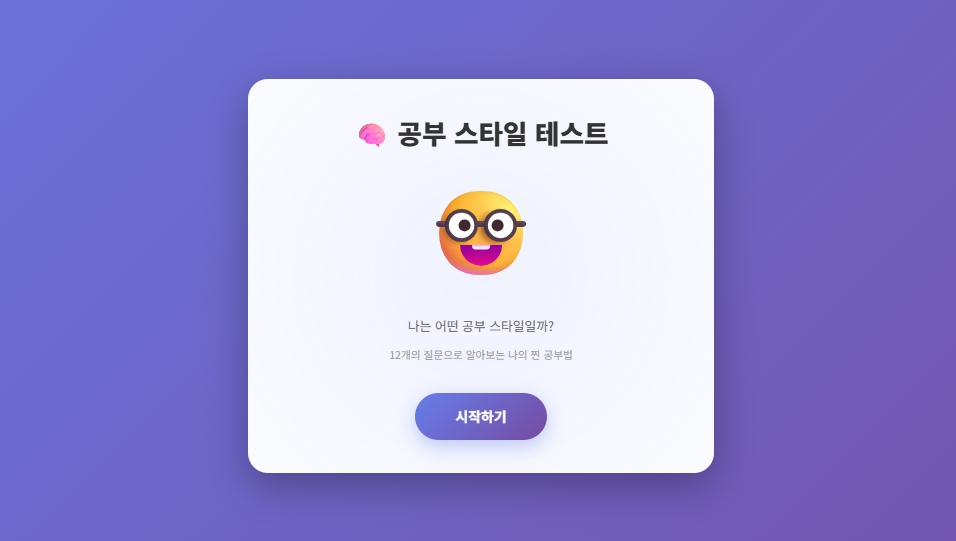 🧠 공부 스타일 테스트
나는 어떤 공부 스타일일까?
12개의 질문으로 알아보는 나의 찐 공부법
시작하기